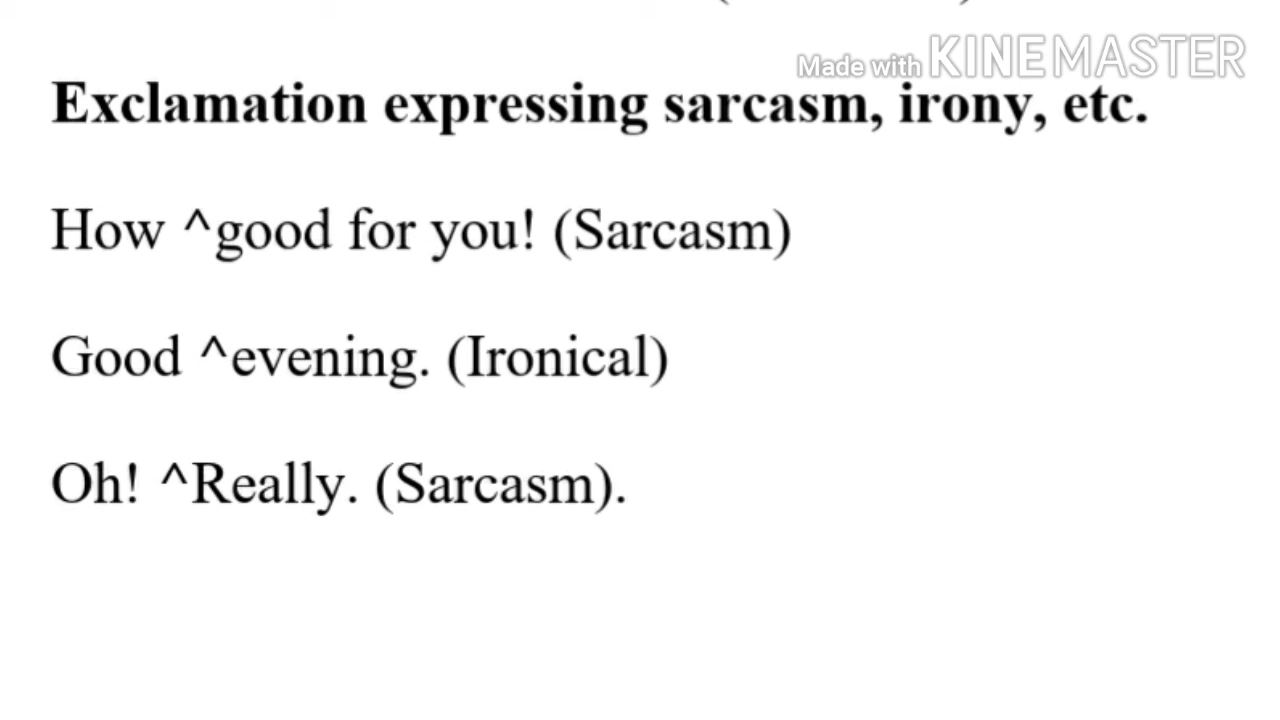 Made with KINEMASTER
Exclamation expressing sarcasm, irony, etc.
How ^good for you! (Sarcasm)
Good ^evening. (Ironical)
Oh! ^Really. (Sarcasm).